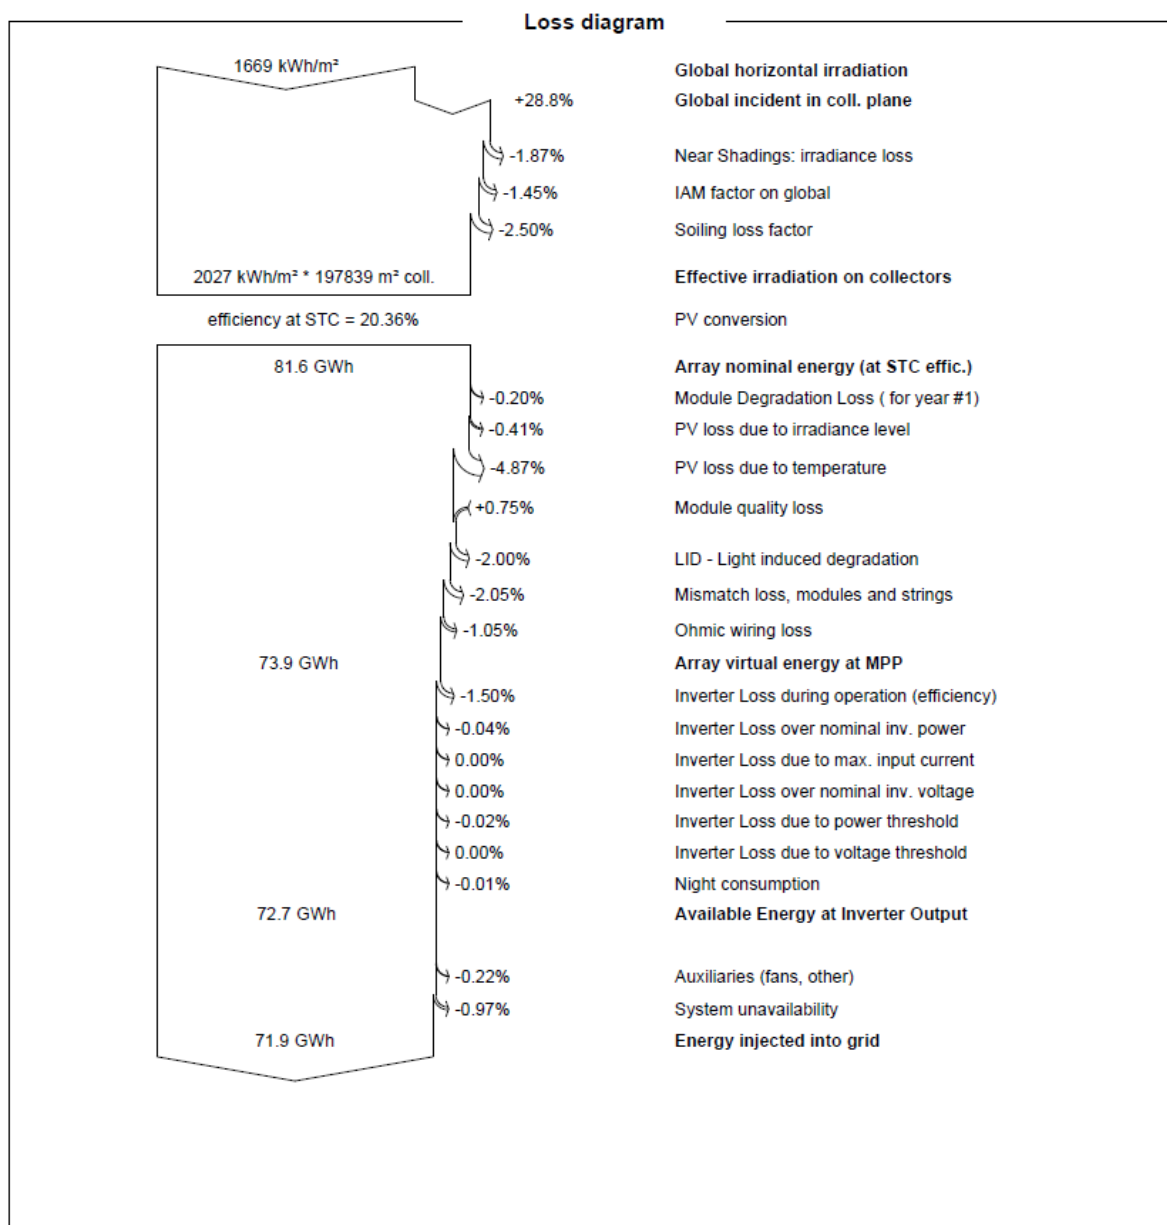 Loss diagram
1669 kWh/m² Global horizontal irradiation
+28.8% Global incident in coll. plane
-1.87% Near Shadings: irradiance loss
-1.45% IAM factor on global
-2.50% Soiling loss factor
2027 kWh/m² * 197839 m² coll. Effective irradiation on collectors
efficiency at STC = 20.36% PV conversion
81.6 GWh Array nominal energy (at STC effic.)
-0.20% Module Degradation Loss ( for year #1)
-0.41% PV loss due to irradiance level
-4.87% PV loss due to temperature
+0.75% Module quality loss
-2.00% LID - Light induced degradation
-2.05% Mismatch loss, modules and strings
-1.05% Ohmic wiring loss
73.9 GWh Array virtual energy at MPP
-1.50% Inverter Loss during operation (efficiency)
-0.04% Inverter Loss over nominal inv. power
0.00% Inverter Loss due to max. input current
0.00% Inverter Loss over nominal inv. voltage
-0.02% Inverter Loss due to power threshold
0.00% Inverter Loss due to voltage threshold
-0.01% Night consumption
72.7 GWh Available Energy at Inverter Output
-0.22% Auxiliaries (fans, other)
-0.97% System unavailability
71.9 GWh Energy injected into grid